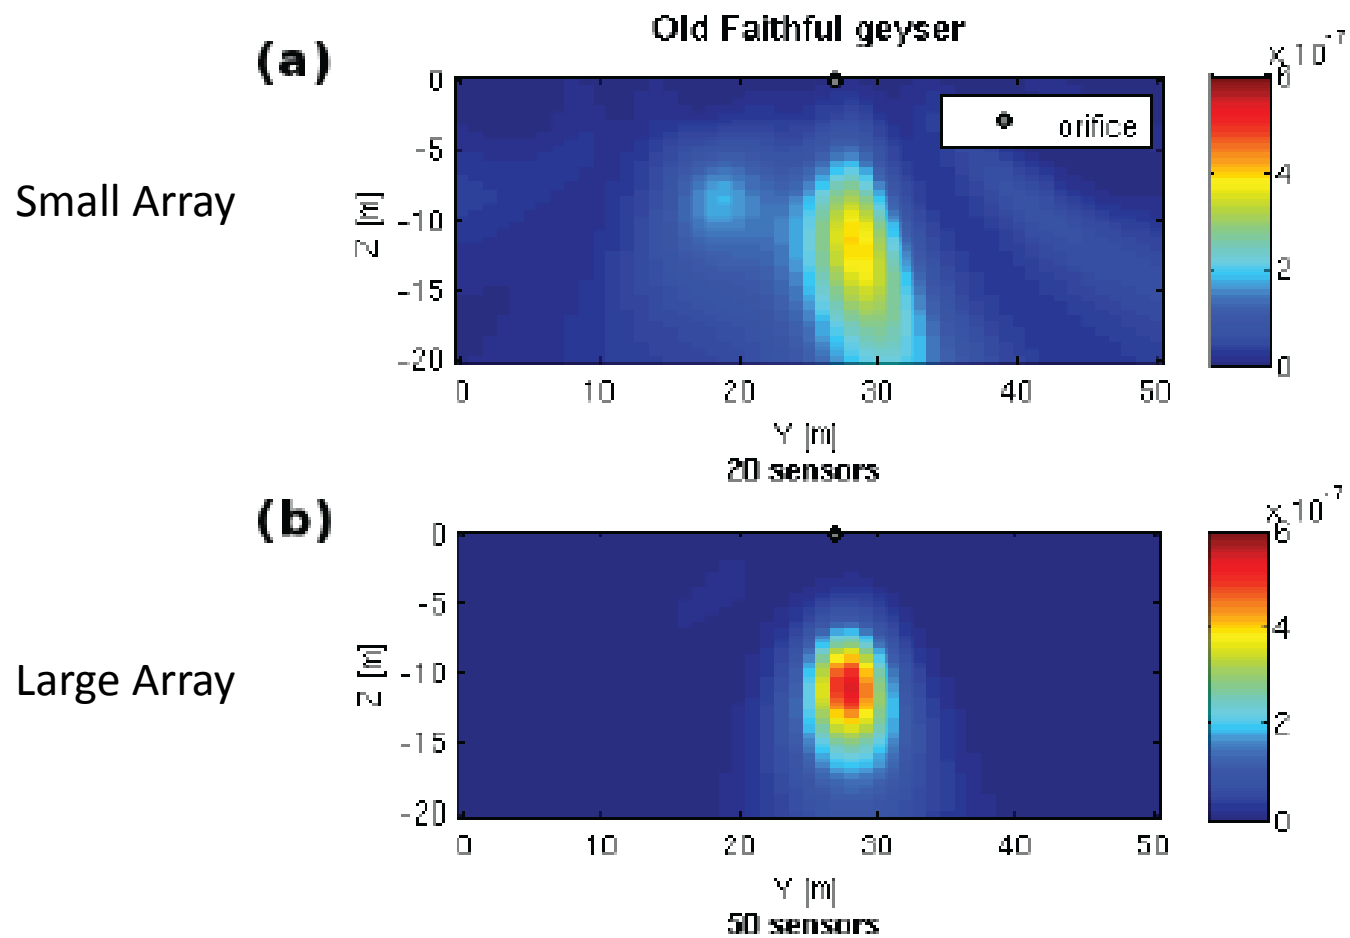 Old Faithful geyser
(a)
x 10^-7
Small Array
orifice
0
-5
-10
-15
-20
Z [m]
0 10 20 30 40 50
Y [m]
20 sensors
6
4
2
0
(b)
x 10^-7
Large Array
0
-5
-10
-15
-20
Z [m]
0 10 20 30 40 50
Y [m]
50 sensors
6
4
2
0